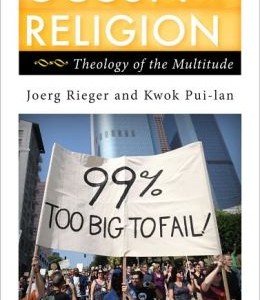 RELIGION
Theology of the Multitude
Joerg Rieger and Kwok Pui-lan
99%
TOO BIG TO FAIL!